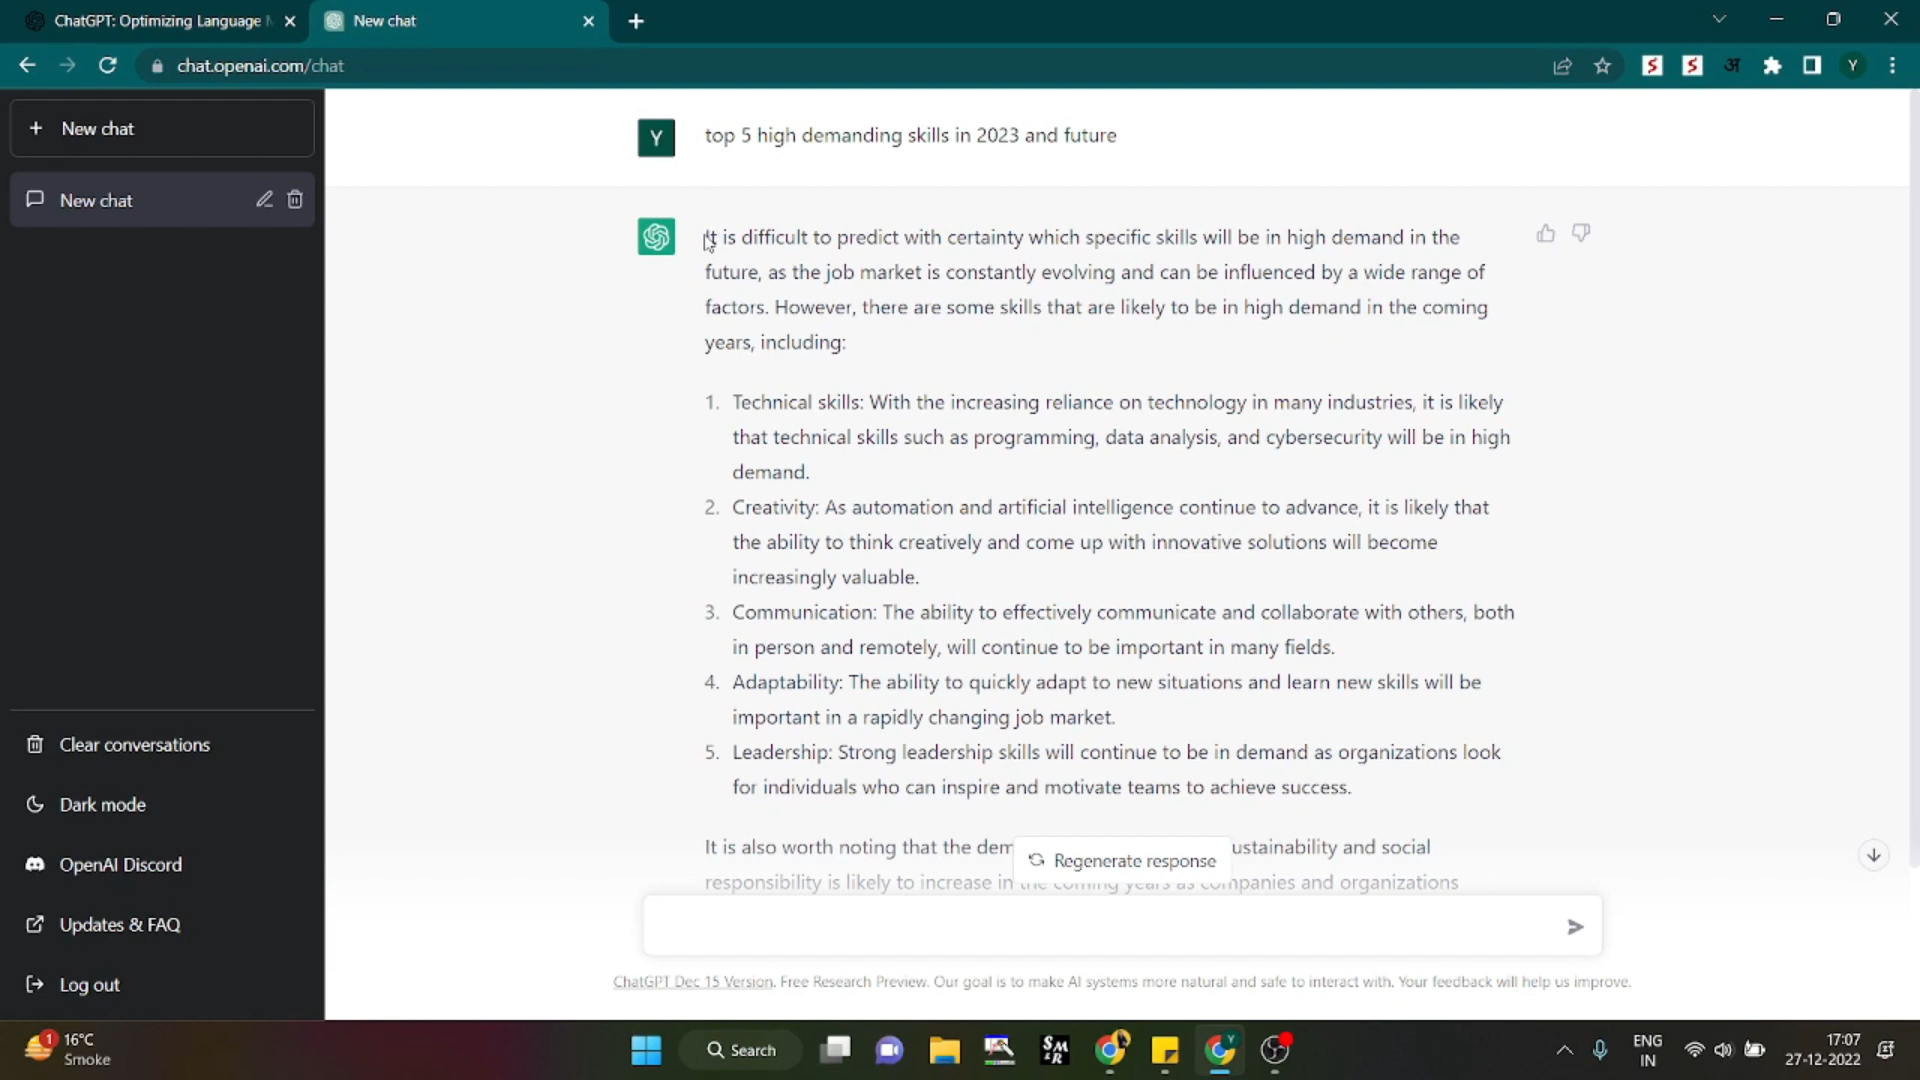 ChatGPT: Optimizing Language
New chat
chat.openai.com/chat
Y
New chat
New chat
Clear conversations
Dark mode
OpenAI Discord
Updates & FAQ
Log out
Y
top 5 high demanding skills in 2023 and future
It is difficult to predict with certainty which specific skills will be in high demand in the
future, as the job market is constantly evolving and can be influenced by a wide range of
factors. However, there are some skills that are likely to be in high demand in the coming
years, including:
1. Technical skills: With the increasing reliance on technology in many industries, it is likely
that technical skills such as programming, data analysis, and cybersecurity will be in high
demand.
2. Creativity: As automation and artificial intelligence continue to advance, it is likely that
the ability to think creatively and come up with innovative solutions will become
increasingly valuable.
3. Communication: The ability to effectively communicate and collaborate with others, both
in person and remotely, will continue to be important in many fields.
4. Adaptability: The ability to quickly adapt to new situations and learn new skills will be
important in a rapidly changing job market.
5. Leadership: Strong leadership skills will continue to be in demand as organizations look
for individuals who can inspire and motivate teams to achieve success.
It is also worth noting that the dem ustainability and social
Regenerate response
responsibility is likely to increase in the coming years as companies and organizations
ChatGPT Dec 15 Version. Free Research Preview. Our goal is to make AI systems more natural and safe to interact with. Your feedback will help us improve.
1
16°C
Smoke
Search
SM
&R
ENG
IN
17:07
27-12-2022